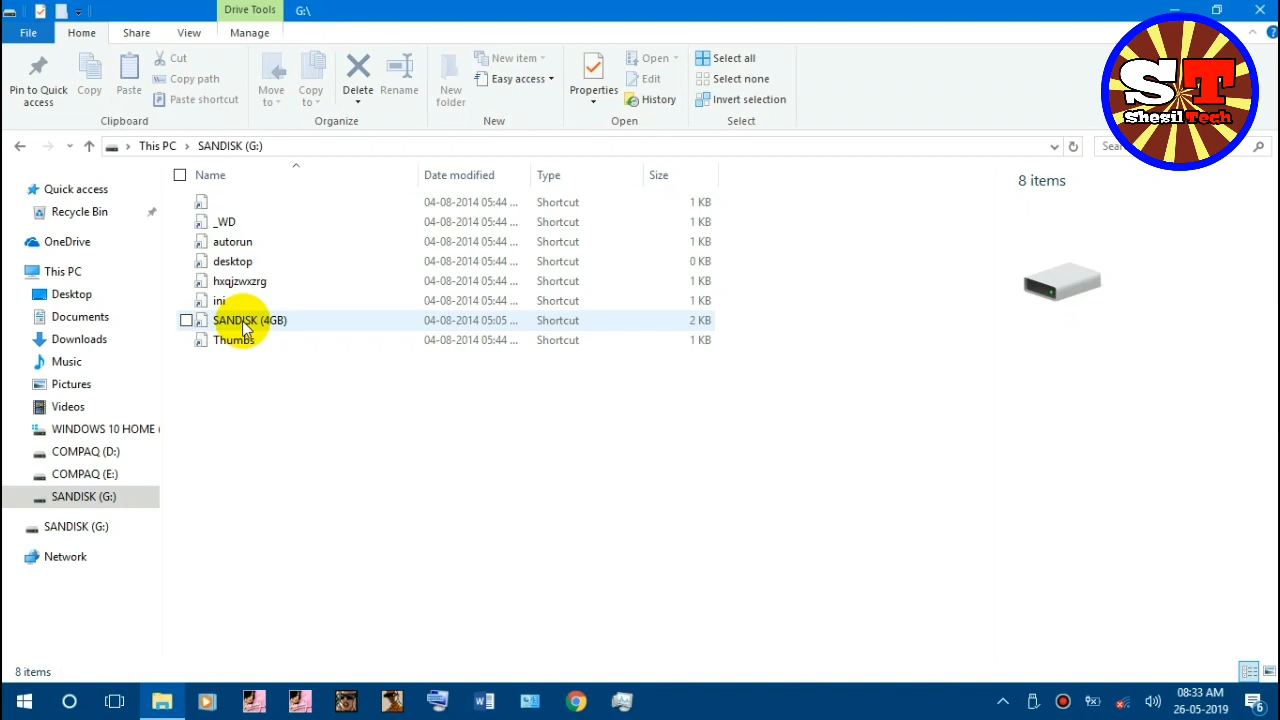 Drive Tools G:\
File Home Share View Manage
Pin to Quick access
Copy
Paste
Cut
Copy path
Paste shortcut
Clipboard
Move to
Copy to
Delete
Rename
Organize
New folder
New item
Easy access
New
Properties
Open
Edit
History
Open
Select all
Select none
Invert selection
Select
ST
Shesil Tech
This PC > SANDISK (G:)
Name Date modified Type Size
04-08-2014 05:44 ... Shortcut 1 KB
_WD 04-08-2014 05:44 ... Shortcut 1 KB
autorun 04-08-2014 05:44 ... Shortcut 1 KB
desktop 04-08-2014 05:44 ... Shortcut 0 KB
hxqjzwxzrg 04-08-2014 05:44 ... Shortcut 1 KB
ini 04-08-2014 05:44 ... Shortcut 1 KB
SANDISK (4GB) 04-08-2014 05:05 ... Shortcut 2 KB
Thumbs 04-08-2014 05:44 ... Shortcut 1 KB
8 items
Quick access
Recycle Bin
OneDrive
This PC
Desktop
Documents
Downloads
Music
Pictures
Videos
WINDOWS 10 HOME (
COMPAQ (D:)
COMPAQ (E:)
SANDISK (G:)
SANDISK (G:)
Network
8 items
08:33 AM
26-05-2019
6